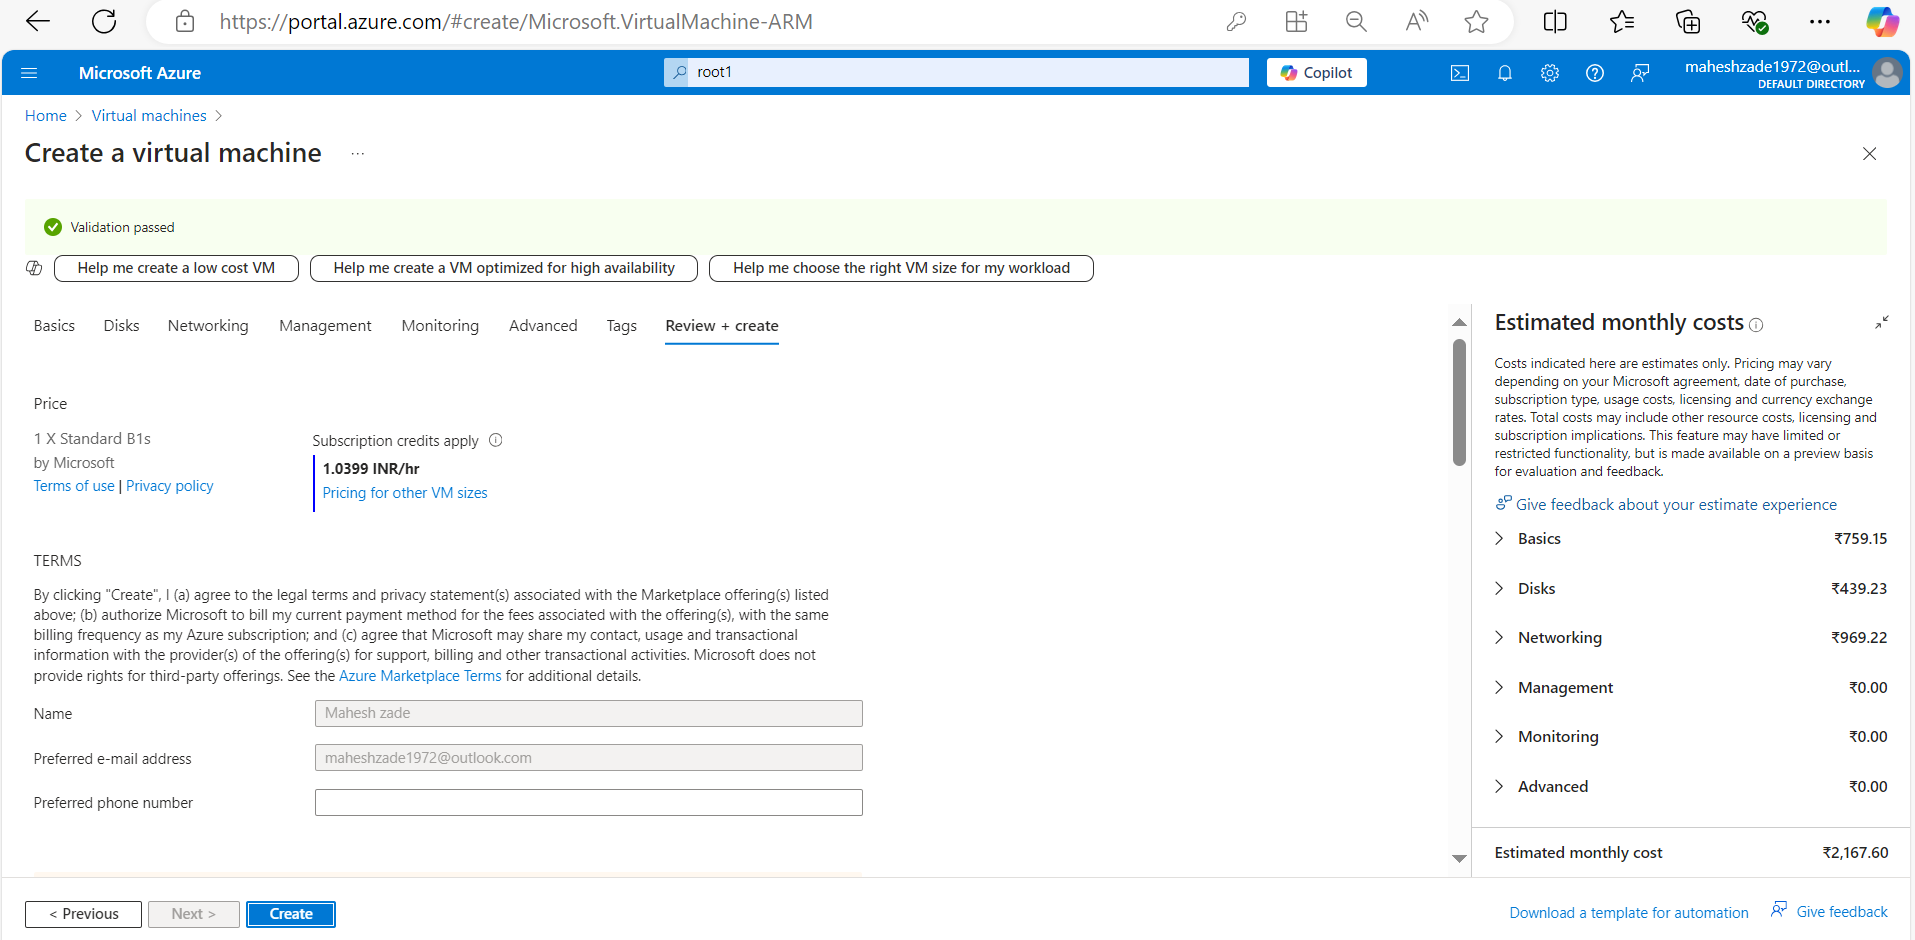 https://portal.azure.com/#create/Microsoft.VirtualMachine-ARM
Microsoft Azure
root1
Copilot
maheshzade1972@outl...
DEFAULT DIRECTORY
Home > Virtual machines >
Create a virtual machine ...
Validation passed
Help me create a low cost VM
Help me create a VM optimized for high availability
Help me choose the right VM size for my workload
Basics Disks Networking Management Monitoring Advanced Tags Review + create
Price
1 X Standard B1s
by Microsoft
Terms of use | Privacy policy
Subscription credits apply
1.0399 INR/hr
Pricing for other VM sizes
TERMS
By clicking "Create", I (a) agree to the legal terms and privacy statement(s) associated with the Marketplace offering(s) listed
above; (b) authorize Microsoft to bill my current payment method for the fees associated with the offering(s), with the same
billing frequency as my Azure subscription; and (c) agree that Microsoft may share my contact, usage and transactional
information with the provider(s) of the offering(s) for support, billing and other transactional activities. Microsoft does not
provide rights for third-party offerings. See the Azure Marketplace Terms for additional details.
Name Mahesh zade
Preferred e-mail address maheshzade1972@outlook.com
Preferred phone number
Estimated monthly costs
Costs indicated here are estimates only. Pricing may vary
depending on your Microsoft agreement, date of purchase,
subscription type, usage costs, licensing and currency exchange
rates. Total costs may include other resource costs, licensing and
subscription implications. This feature may have limited or
restricted functionality, but is made available on a preview basis
for evaluation and feedback.
Give feedback about your estimate experience
Basics ₹759.15
Disks ₹439.23
Networking ₹969.22
Management ₹0.00
Monitoring ₹0.00
Advanced ₹0.00
Estimated monthly cost ₹2,167.60
< Previous
Next >
Create
Download a template for automation
Give feedback